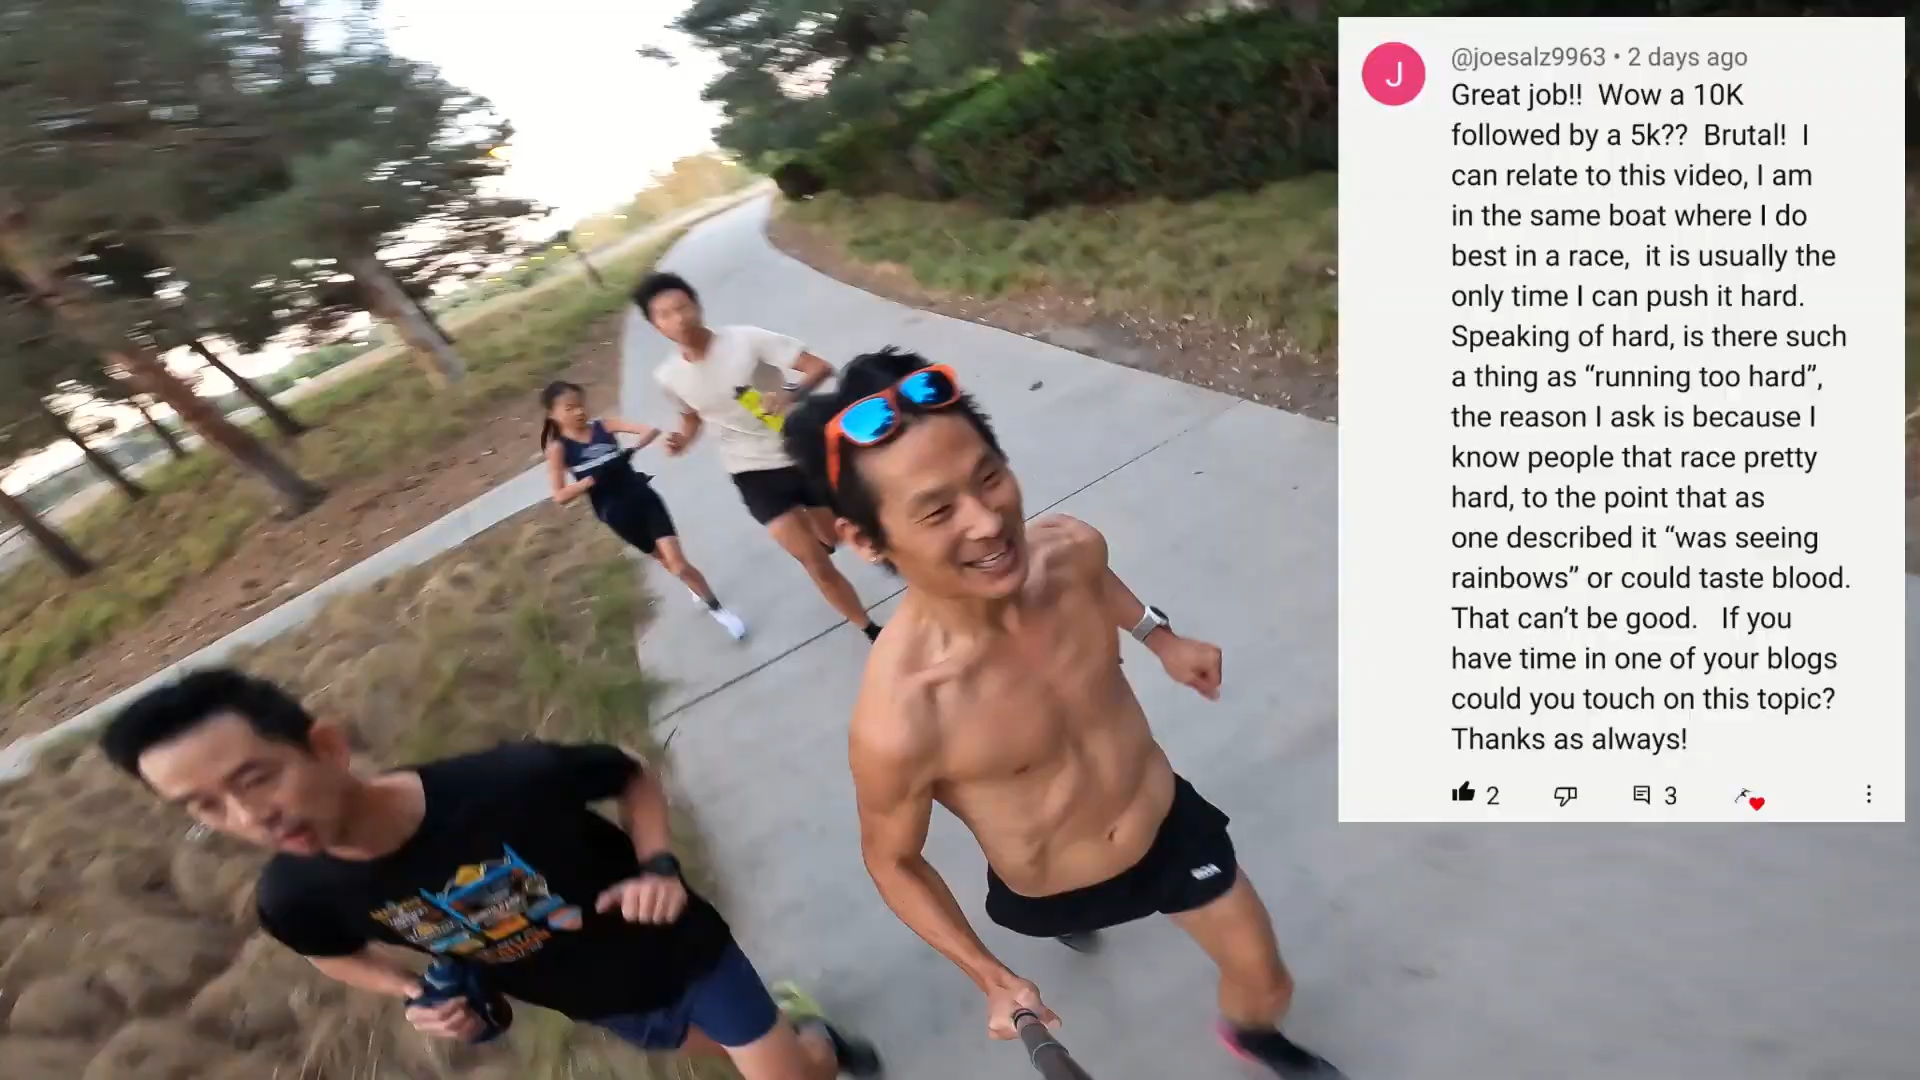 @joesalz9963 • 2 days ago
J
Great job!!  Wow a 10K
followed by a 5k??  Brutal!  I
can relate to this video, I am
in the same boat where I do
best in a race,  it is usually the
only time I can push it hard.
Speaking of hard, is there such
a thing as “running too hard”,
the reason I ask is because I
know people that race pretty
hard, to the point that as
one described it “was seeing
rainbows” or could taste blood.
That can’t be good.   If you
have time in one of your blogs
could you touch on this topic?
Thanks as always!
2
3